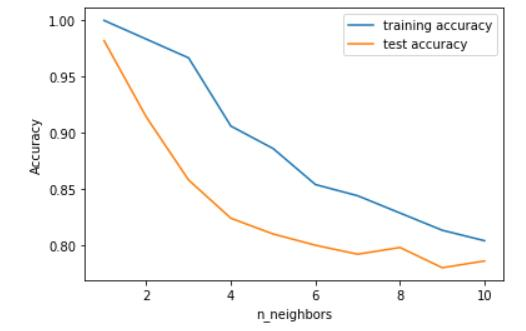 1.00
0.95
0.90
0.85
0.80
Accuracy
training accuracy
test accuracy
2 4 6 8 10
n_neighbors